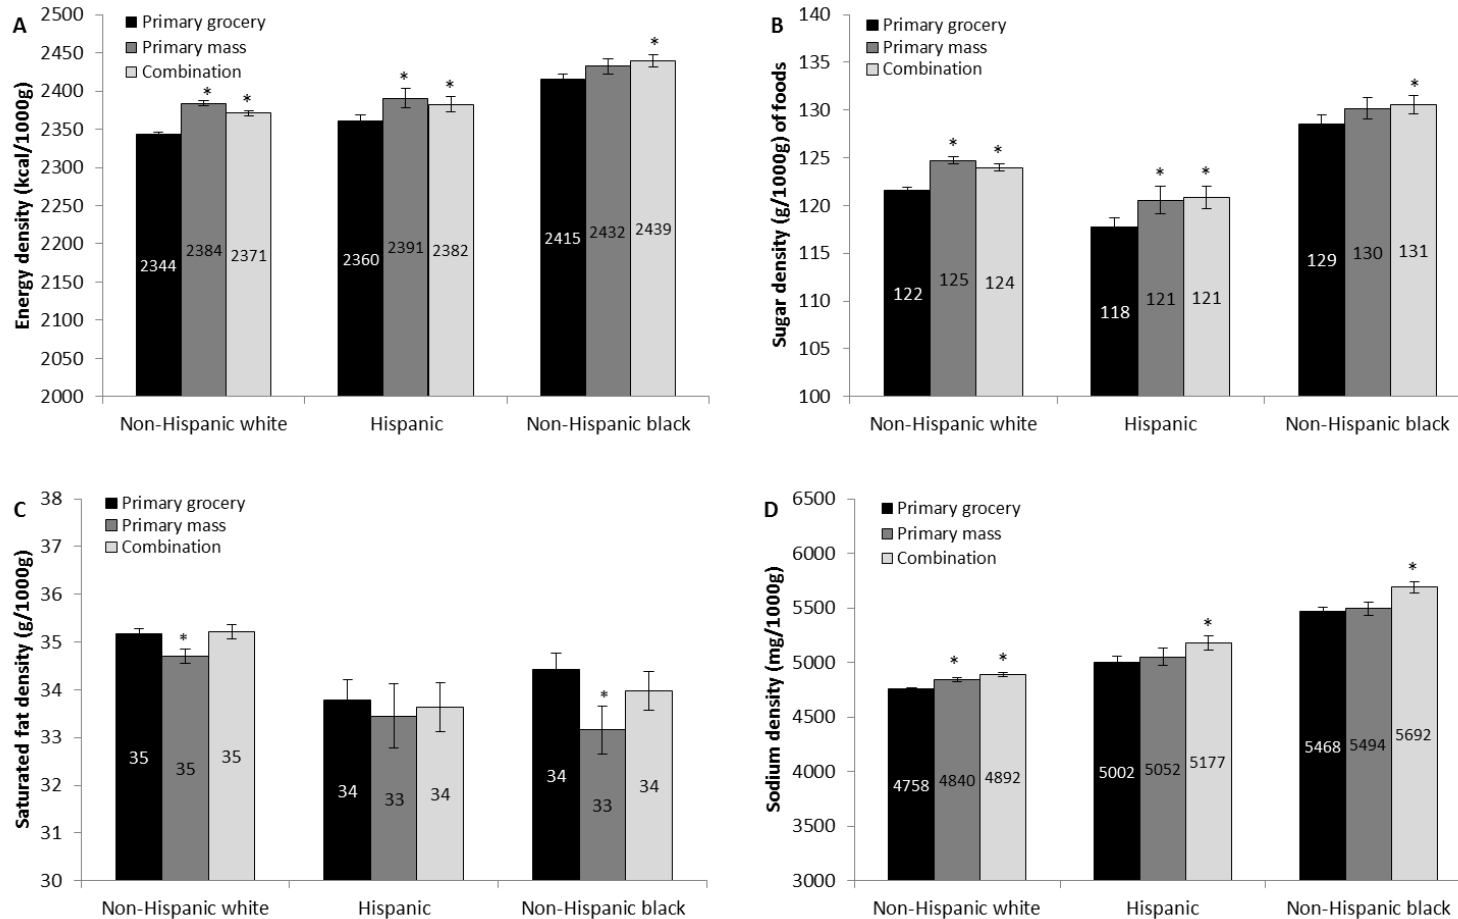 A
Energy density (kcal/1000g)
2500
2450
2400
2350
2300
2250
2200
2150
2100
2050
2000
Primary grocery
Primary mass
Combination
* *
* *
*
2344 2384 2371
2360 2391 2382
2415 2432 2439
Non-Hispanic white Hispanic Non-Hispanic black
B
Sugar density (g/1000g) of foods
140
135
130
125
120
115
110
105
100
Primary grocery
Primary mass
Combination
* *
* *
*
122 125 124
118 121 121
129 130 131
Non-Hispanic white Hispanic Non-Hispanic black
C
Saturated fat density (g/1000g)
38
37
36
35
34
33
32
31
30
Primary grocery
Primary mass
Combination
*
*
35 35 35
34 33 34
34 33 34
Non-Hispanic white Hispanic Non-Hispanic black
D
Sodium density (mg/1000g)
6500
6000
5500
5000
4500
4000
3500
3000
Primary grocery
Primary mass
Combination
* *
*
*
4758 4840 4892
5002 5052 5177
5468 5494 5692
Non-Hispanic white Hispanic Non-Hispanic black